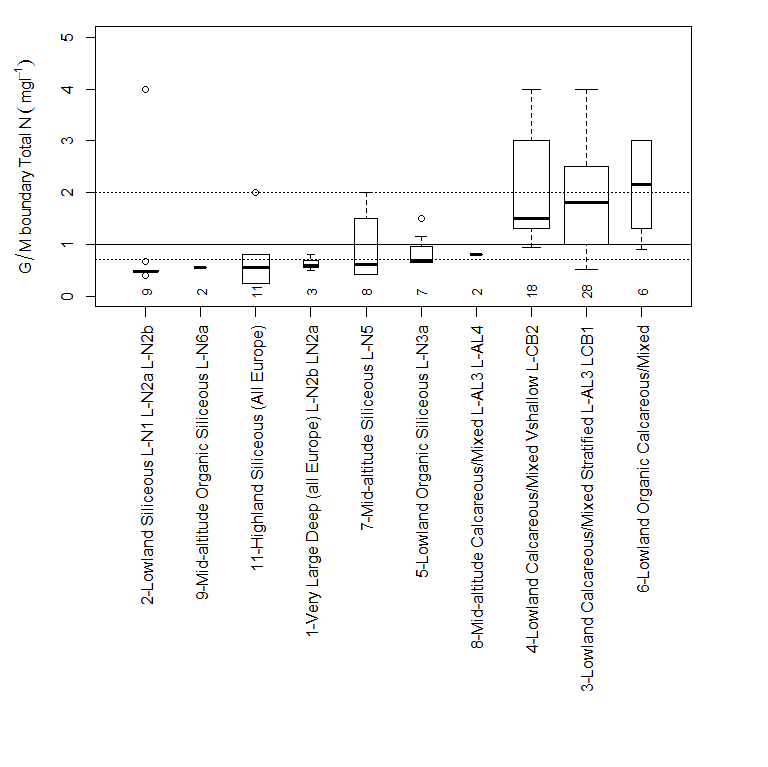 G/M boundary Total N ( mgl⁻¹)
5
4
3
2
1
0
9
2
11
3
8
7
2
18
28
6
2-Lowland Siliceous L-N1 L-N2a L-N2b
9-Mid-altitude Organic Siliceous L-N6a
11-Highland Siliceous (All Europe)
1-Very Large Deep (all Europe) L-N2b LN2a
7-Mid-altitude Siliceous L-N5
5-Lowland Organic Siliceous L-N3a
8-Mid-altitude Calcareous/Mixed L-AL3 L-AL4
4-Lowland Calcareous/Mixed Vshallow L-CB2
3-Lowland Calcareous/Mixed Stratified L-AL3 LCB1
6-Lowland Organic Calcareous/Mixed